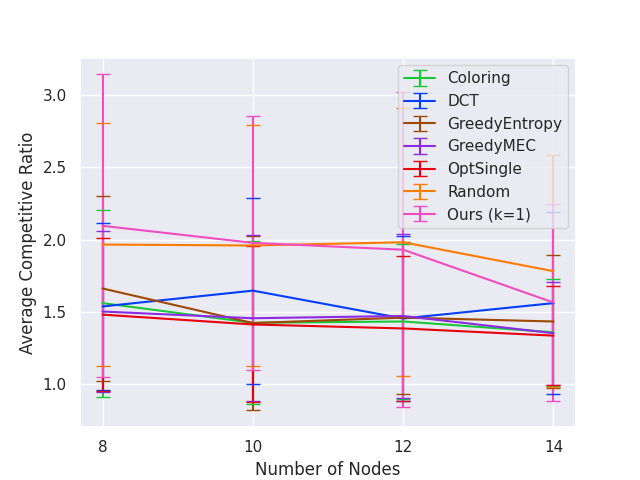 Average Competitive Ratio
3.0
2.5
2.0
1.5
1.0
Coloring
DCT
GreedyEntropy
GreedyMEC
OptSingle
Random
Ours (k=1)
8
10
12
14
Number of Nodes